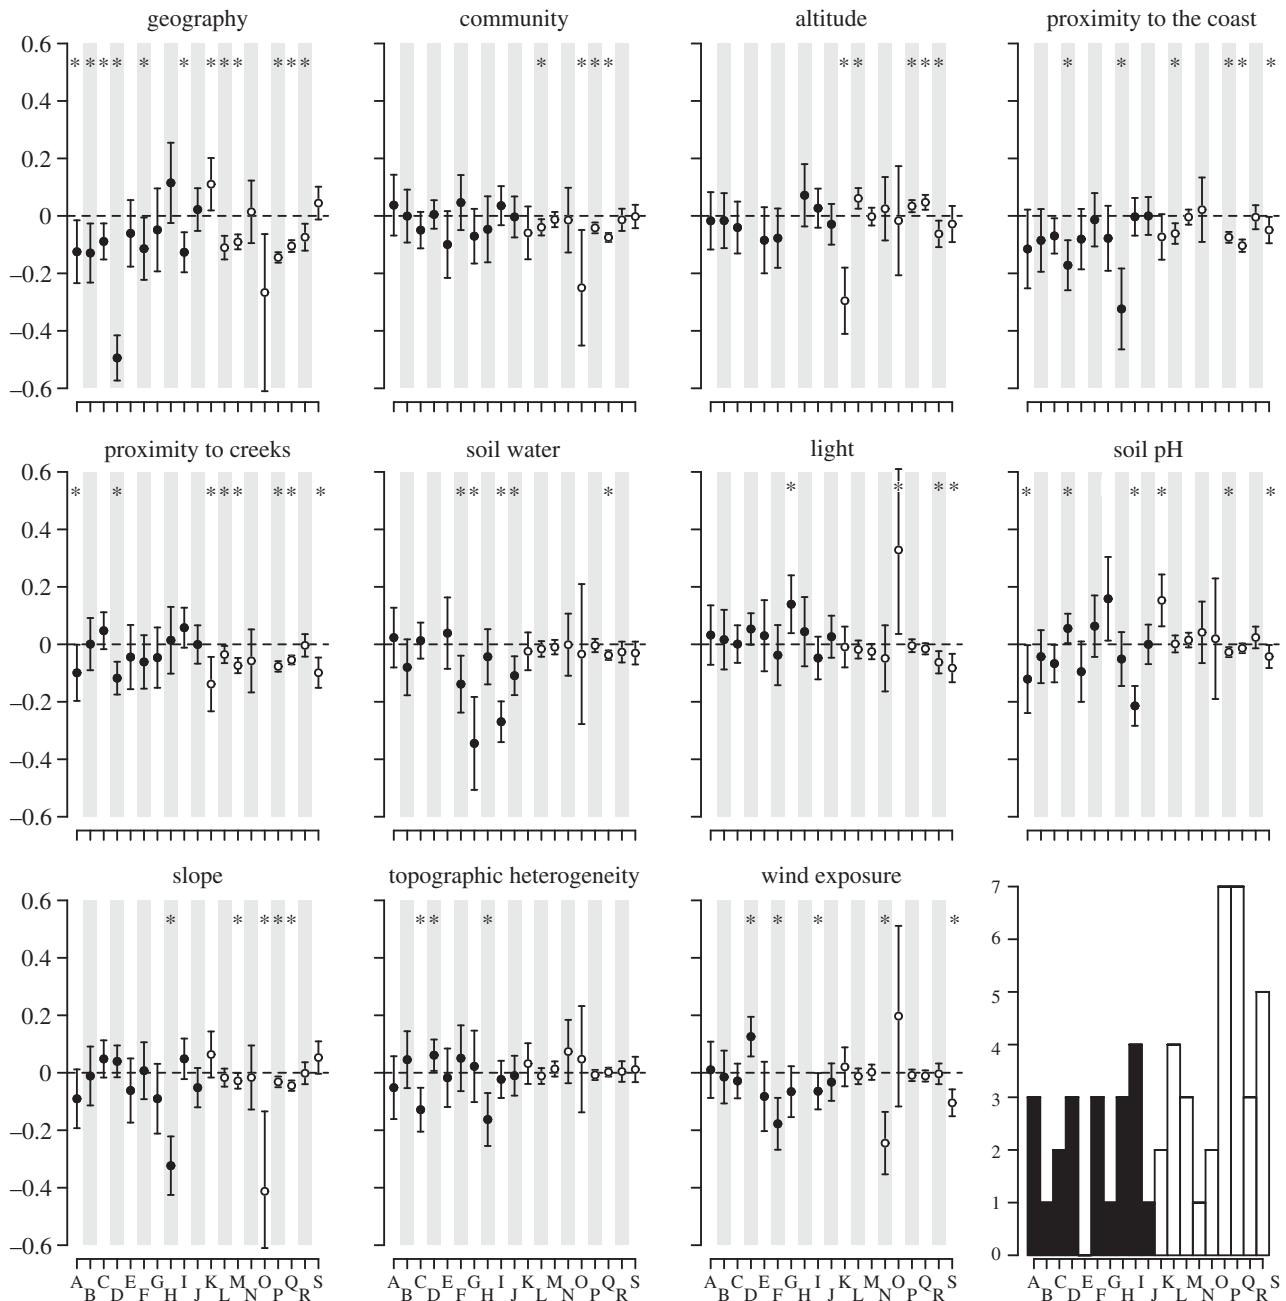 geography community altitude proximity to the coast
0.6
* * * * * * * * * * * *
* * * *
* * * * *
* * * * * *
0.4
0.2
0
–0.2
–0.4
–0.6
proximity to creeks soil water light soil pH
0.6
* * * * * * * *
* * * * *
* * * *
* * * * * *
0.4
0.2
0
–0.2
–0.4
–0.6
slope topographic heterogeneity wind exposure
0.6
* * * * *
* * *
* * * * *
0.4
0.2
0
–0.2
–0.4
–0.6
7
6
5
4
3
2
1
0
A B C D E F G H I J K L M N O P Q R S
A B C D E F G H I J K L M N O P Q R S
A B C D E F G H I J K L M N O P Q R S
A B C D E F G H I J K L M N O P Q R S